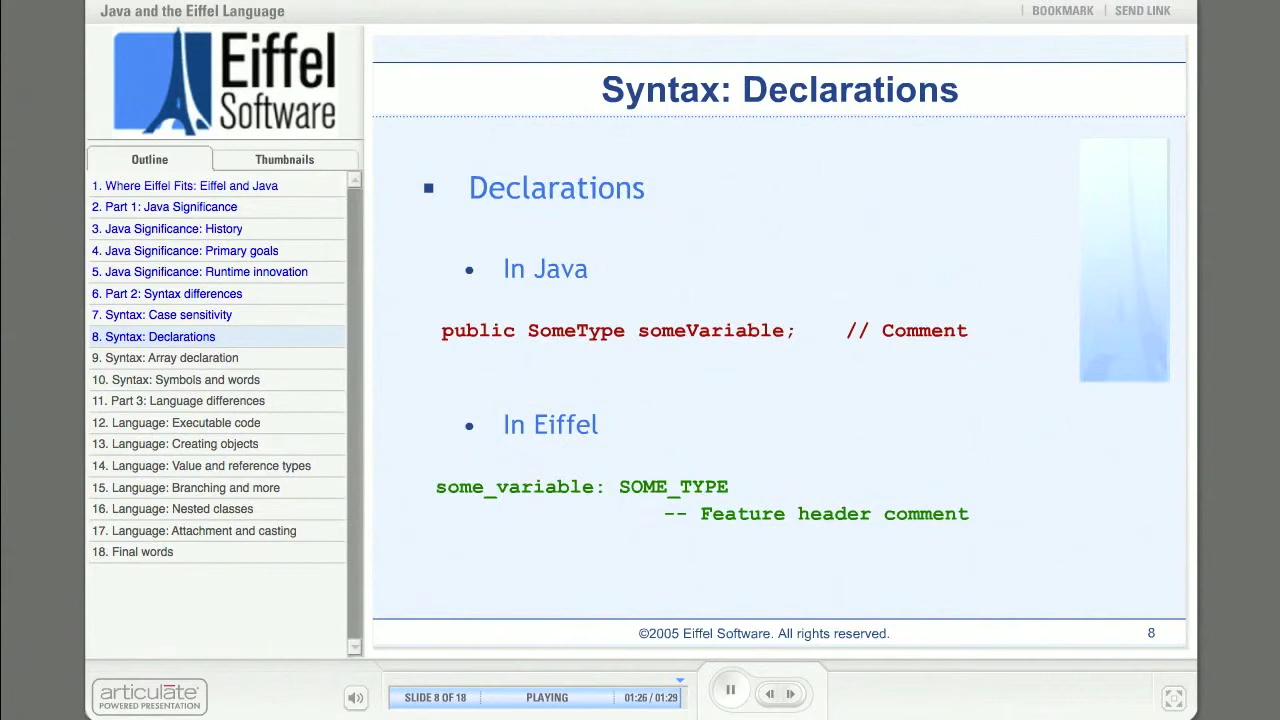 Java and the Eiffel Language
BOOKMARK
SEND LINK
Eiffel
Software
Outline
Thumbnails
1. Where Eiffel Fits: Eiffel and Java
2. Part 1: Java Significance
3. Java Significance: History
4. Java Significance: Primary goals
5. Java Significance: Runtime innovation
6. Part 2: Syntax differences
7. Syntax: Case sensitivity
8. Syntax: Declarations
9. Syntax: Array declaration
10. Syntax: Symbols and words
11. Part 3: Language differences
12. Language: Executable code
13. Language: Creating objects
14. Language: Value and reference types
15. Language: Branching and more
16. Language: Nested classes
17. Language: Attachment and casting
18. Final words
Syntax: Declarations
Declarations
In Java
public SomeType someVariable; // Comment
In Eiffel
some_variable: SOME_TYPE
-- Feature header comment
©2005 Eiffel Software. All rights reserved.
8
articulate
POWERED PRESENTATION
SLIDE 8 OF 18
PLAYING
01:26 / 01:29